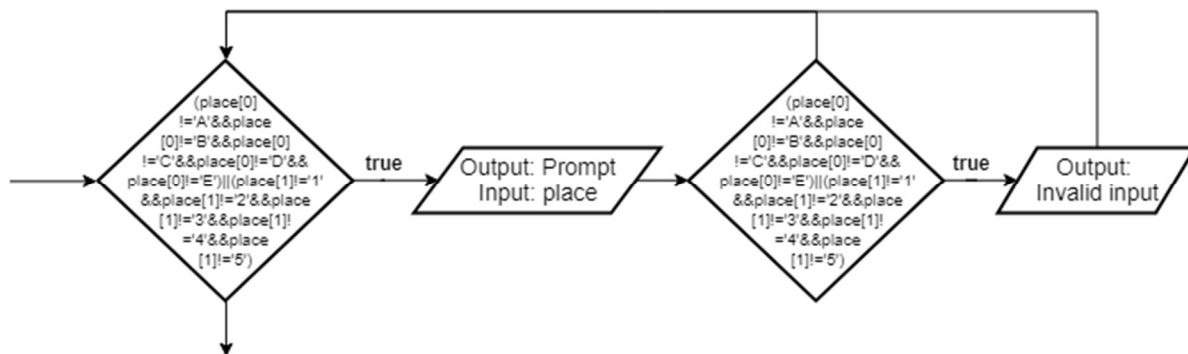 (place[0]
!='A'&&place
[0]!='B'&&place[0]
!='C'&&place[0]!='D'&&
place[0]!='E')||(place[1]!='1'
&&place[1]!='2'&&place
[1]!='3'&&place[1]!
='4'&&place
[1]!='5')
true
Output: Prompt
Input: place
(place[0]
!='A'&&place
[0]!='B'&&place[0]
!='C'&&place[0]!='D'&&
place[0]!='E')||(place[1]!='1'
&&place[1]!='2'&&place
[1]!='3'&&place[1]!
='4'&&place
[1]!='5')
true
Output:
Invalid input